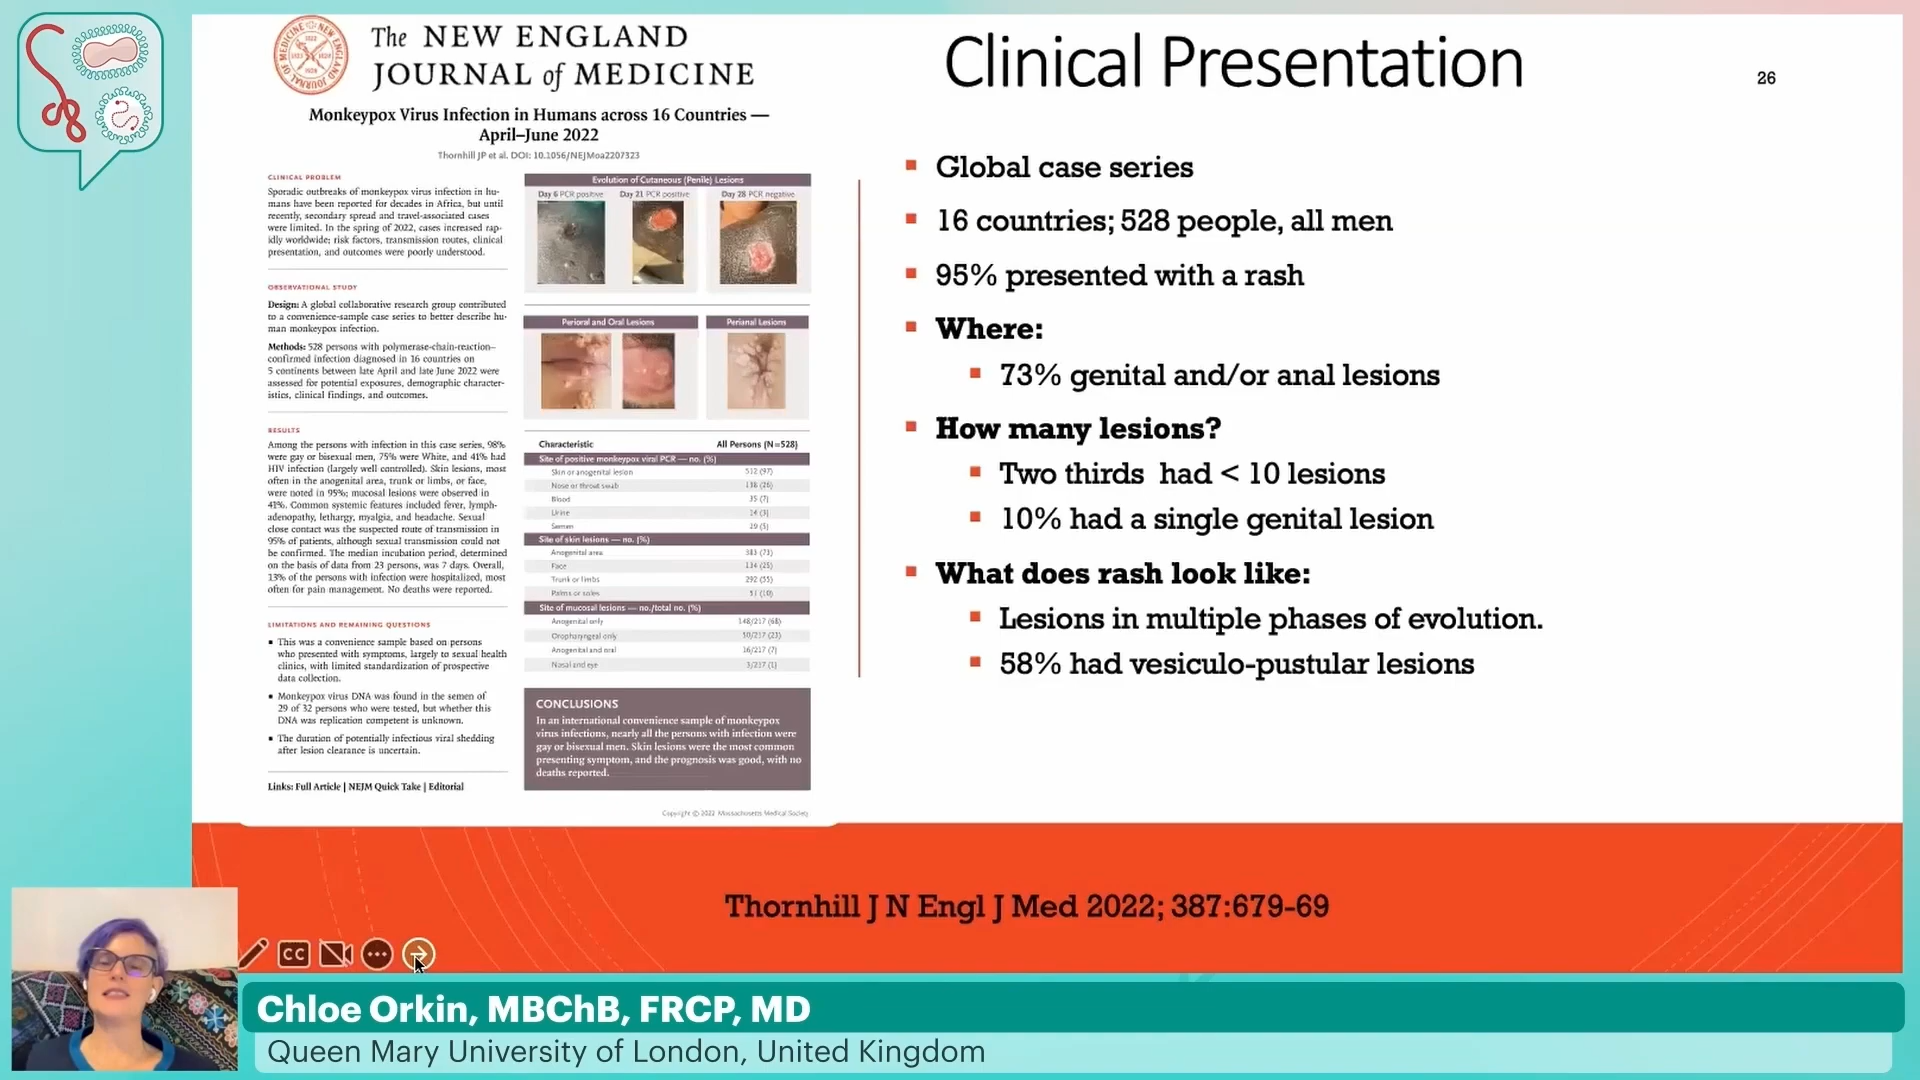 The NEW ENGLAND
JOURNAL of MEDICINE
Monkeypox Virus Infection in Humans across 16 Countries —
April–June 2022
Thornhill JP et al. DOI: 10.1056/NEJMoa2207323
CLINICAL PROBLEM
Sporadic outbreaks of monkeypox virus infection in hu-
mans have been reported for decades in Africa, but until
recently, secondary spread and travel-associated cases
were limited. In the spring of 2022, cases increased rap-
idly worldwide; risk factors, transmission routes, clinical
presentation, and outcomes were poorly understood.
OBSERVATIONAL STUDY
Design: A global collaborative research group contributed
to a convenience-sample case series to better describe hu-
man monkeypox infection.
Methods: 528 persons with polymerase-chain-reaction–
confirmed infection diagnosed in 16 countries on
5 continents between late April and late June 2022 were
assessed for potential exposures, demographic character-
istics, clinical findings, and outcomes.
RESULTS
Among the persons with infection in this case series, 98%
were gay or bisexual men, 75% were White, and 41% had
HIV infection (largely well controlled). Skin lesions, most
often in the anogenital area, trunk or limbs, or face,
were noted in 95%; mucosal lesions were observed in
41%. Common systemic features included fever, lymph-
adenopathy, lethargy, myalgia, and headache. Sexual
close contact was the suspected route of transmission in
95% of patients, although sexual transmission could not
be confirmed. The median incubation period, determined
on the basis of data from 23 persons, was 7 days. Overall,
13% of the persons with infection were hospitalized, most
often for pain management. No deaths were reported.
LIMITATIONS AND REMAINING QUESTIONS
▪ This was a convenience sample based on persons
who presented with symptoms, largely to sexual health
clinics, with limited standardization of prospective
data collection.
▪ Monkeypox virus DNA was found in the semen of
29 of 32 persons who were tested, but whether this
DNA was replication competent is unknown.
▪ The duration of potentially infectious viral shedding
after lesion clearance is uncertain.
Links: Full Article | NEJM Quick Take | Editorial
Evolution of Cutaneous (Penile) Lesions
Day 6 PCR positive Day 21 PCR positive Day 28 PCR negative
Perioral and Oral Lesions Perianal Lesions
Characteristic All Persons (N=528)
Site of positive monkeypox viral PCR — no. (%)
Skin or anogenital lesion 512 (97)
Nose or throat swab 138 (26)
Blood 35 (7)
Urine 14 (3)
Semen 29 (5)
Site of skin lesions — no. (%)
Anogenital area 383 (73)
Face 134 (25)
Trunk or limbs 292 (55)
Palms or soles 51 (10)
Site of mucosal lesions — no./total no. (%)
Anogenital only 148/217 (68)
Oropharyngeal only 50/217 (23)
Anogenital and oral 16/217 (7)
Nasal and eye 3/217 (1)
CONCLUSIONS
In an international convenience sample of monkeypox
virus infections, nearly all the persons with infection were
gay or bisexual men. Skin lesions were the most common
presenting symptom, and the prognosis was good, with no
deaths reported.
Copyright © 2022 Massachusetts Medical Society
Clinical Presentation
26
▪ Global case series
▪ 16 countries; 528 people, all men
▪ 95% presented with a rash
▪ Where:
▪ 73% genital and/or anal lesions
▪ How many lesions?
▪ Two thirds had < 10 lesions
▪ 10% had a single genital lesion
▪ What does rash look like:
▪ Lesions in multiple phases of evolution.
▪ 58% had vesiculo-pustular lesions
Thornhill J N Engl J Med 2022; 387:679-69
CC
Chloe Orkin, MBChB, FRCP, MD
Queen Mary University of London, United Kingdom